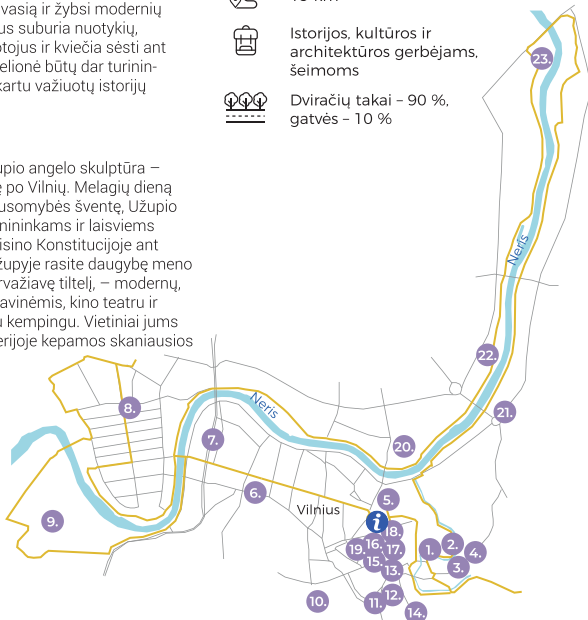 vasią ir žybsi modernių
us suburia nuotykių,
otojus ir kviečia sėsti ant
elionė būtų dar turinin-
kartu važiuotų istorijų
Istorijos, kultūros ir
architektūros gerbėjams,
šeimoms
Dviračių takai – 90 %,
gatvės – 10 %
upio angelo skulptūra –
ę po Vilnių. Melagių dieną
usomybės šventę, Užupio
nininkams ir laisviems
isino Konstitucijoje ant
župyje rasite daugybę meno
rvažiavę tiltelį, – modernų,
avinėmis, kino teatru ir
u kempingu. Vietiniai jums
erijoje kepamos skaniausios
23.
Neris
22.
21.
8.
Neris
7.
20.
6.
5.
Vilnius
i
9.
18.
19.
16.
17.
1.
2.
4.
15.
13.
3.
10.
11.
12.
14.